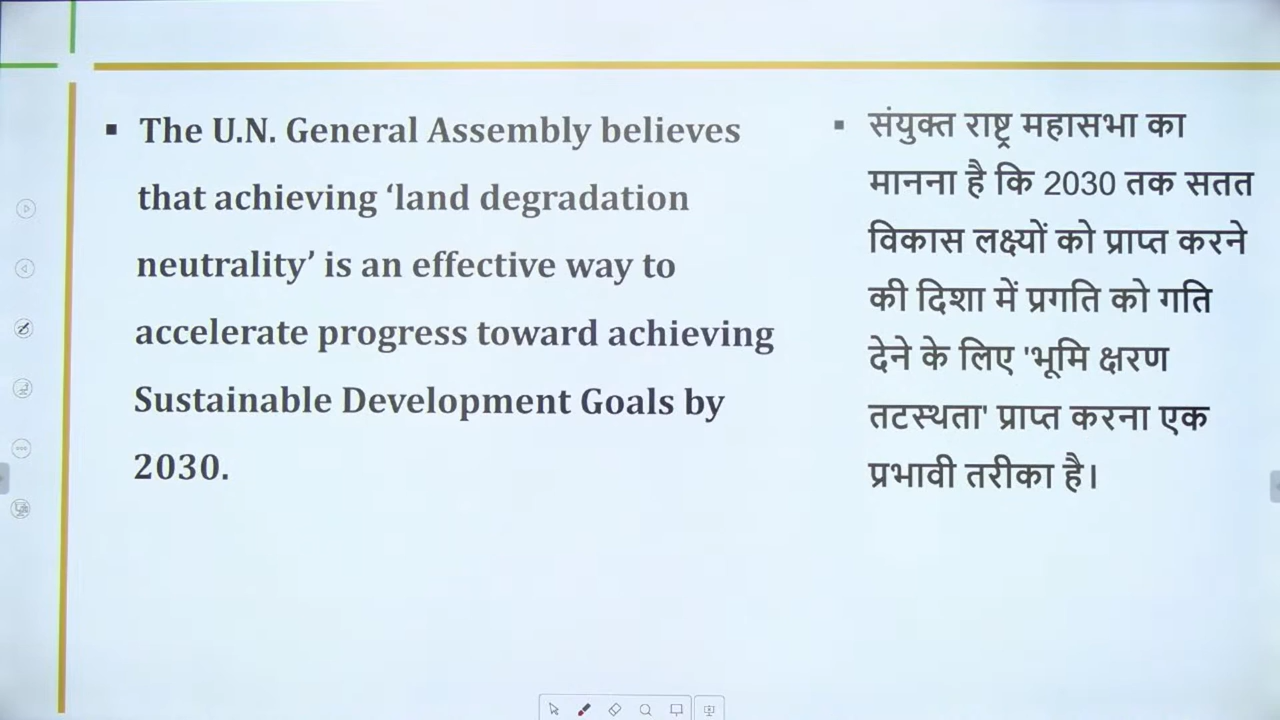 ▪ The U.N. General Assembly believes
that achieving ‘land degradation
neutrality’ is an effective way to
accelerate progress toward achieving
Sustainable Development Goals by
2030.
▪ संयुक्त राष्ट्र महासभा का
मानना है कि 2030 तक सतत
विकास लक्ष्यों को प्राप्त करने
की दिशा में प्रगति को गति
देने के लिए 'भूमि क्षरण
तटस्थता' प्राप्त करना एक
प्रभावी तरीका है।